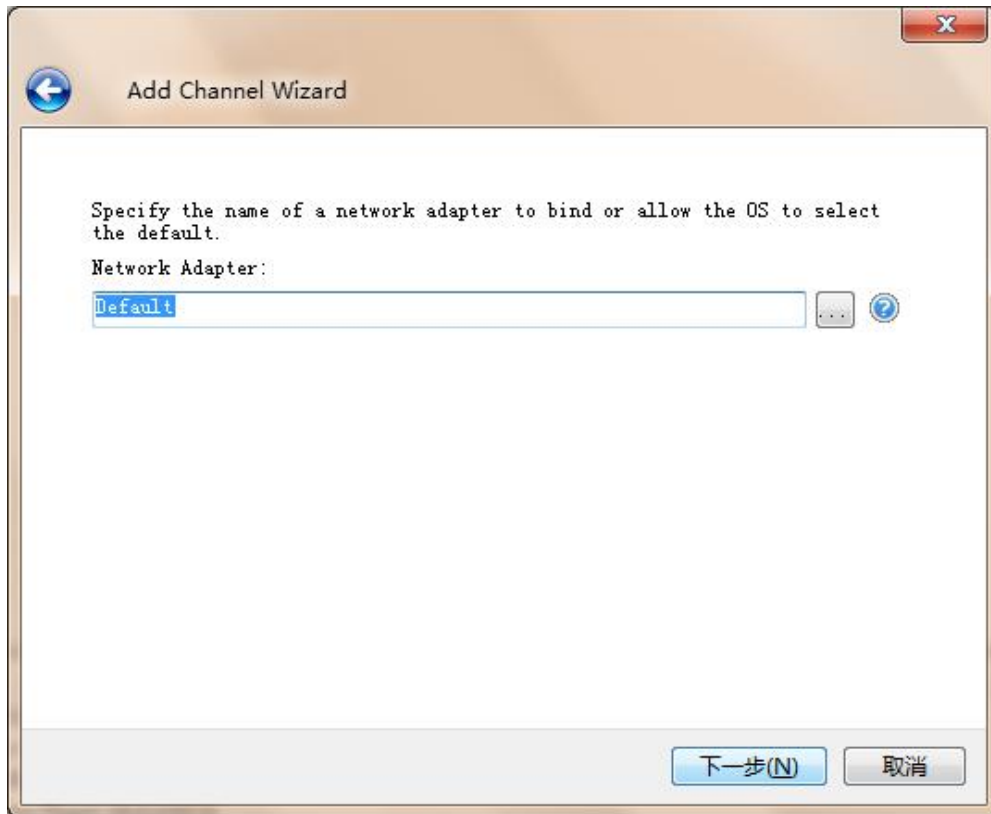 Add Channel Wizard
Specify the name of a network adapter to bind or allow the OS to select
the default.
Network Adapter:
Default
...
下一步(N)
取消